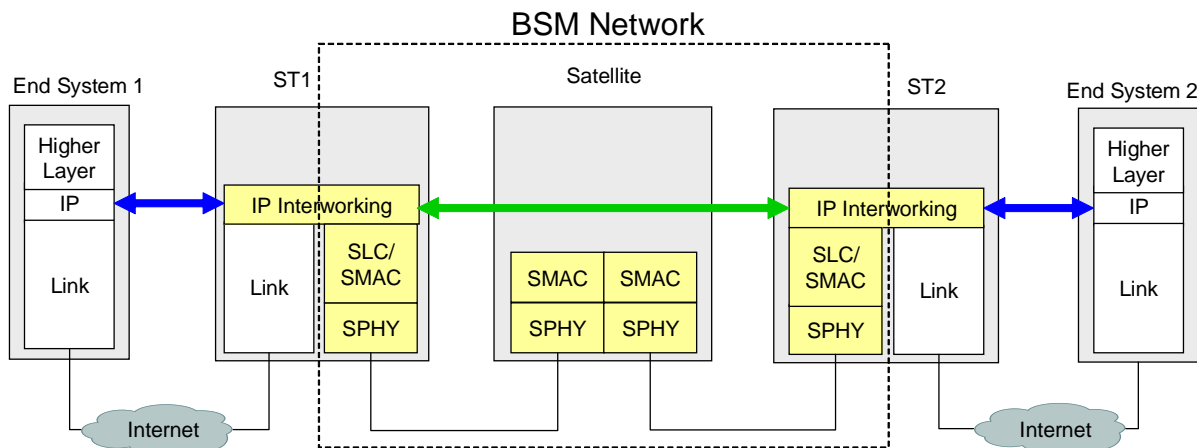 BSM Network
End System 1
ST1
Satellite
ST2
End System 2
Higher
Layer
IP
Link
IP Interworking
Link
SLC/
SMAC
SPHY
SMAC
SMAC
SPHY
SPHY
IP Interworking
SLC/
SMAC
SPHY
Link
Higher
Layer
IP
Link
Internet
Internet